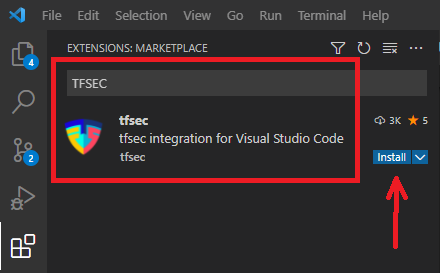 File Edit Selection View Go Run Terminal Help
EXTENSIONS: MARKETPLACE
TFSEC
tfsec
3K 5
tfsec integration for Visual Studio Code
tfsec
Install
4
2